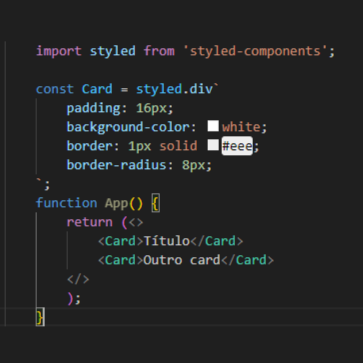 import styled from 'styled-components';
const Card = styled.div`
padding: 16px;
background-color: white;
border: 1px solid #eee;
border-radius: 8px;
`;
function App() {
return (<>
<Card>Título</Card>
<Card>Outro card</Card>
</>
);
}